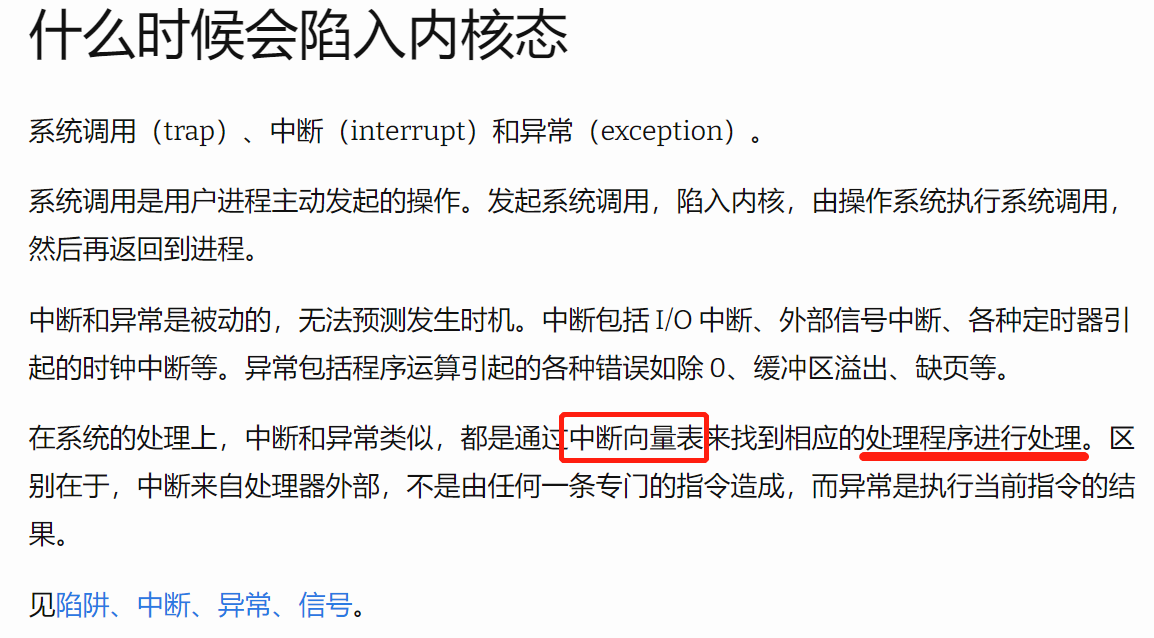 什么时候会陷入内核态
系统调用（trap）、中断（interrupt）和异常（exception）。
系统调用是用户进程主动发起的操作。发起系统调用，陷入内核，由操作系统执行系统调用，
然后再返回到进程。
中断和异常是被动的，无法预测发生时机。中断包括 I/O 中断、外部信号中断、各种定时器引
起的时钟中断等。异常包括程序运算引起的各种错误如除 0、缓冲区溢出、缺页等。
在系统的处理上，中断和异常类似，都是通过中断向量表来找到相应的处理程序进行处理。区
别在于，中断来自处理器外部，不是由任何一条专门的指令造成，而异常是执行当前指令的结
果。
见陷阱、中断、异常、信号。